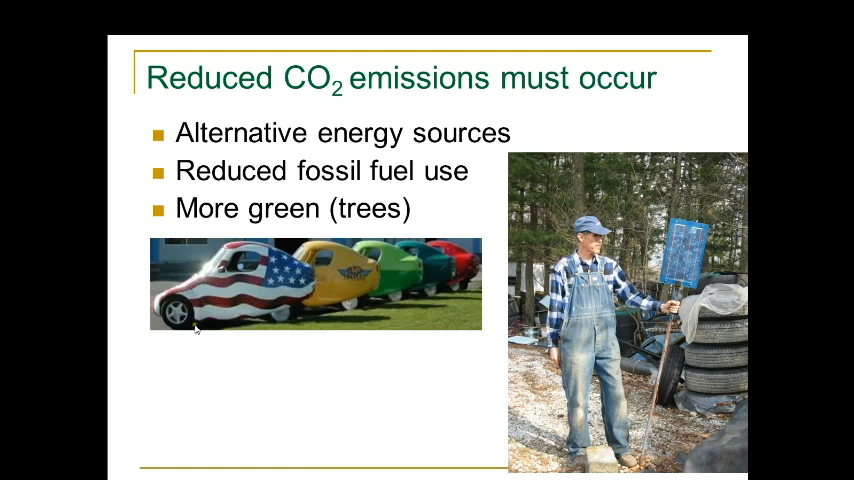 Reduced CO₂ emissions must occur
Alternative energy sources
Reduced fossil fuel use
More green (trees)